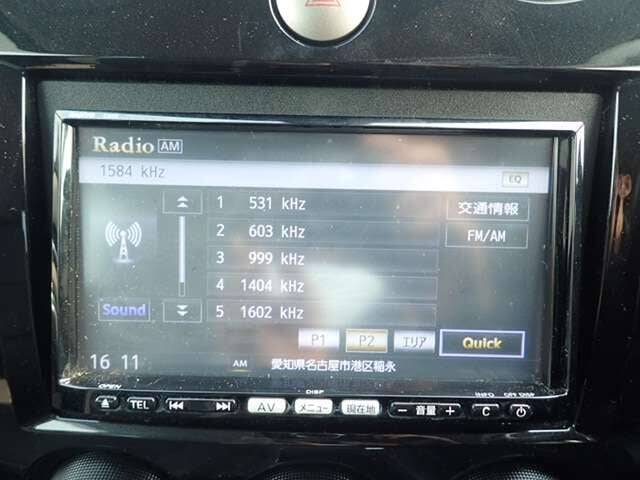 Radio AM
1584 kHz
EQ
1 531 kHz
交通情報
2 603 kHz
FM/AM
3 999 kHz
4 1404 kHz
Sound
5 1602 kHz
P1 P2 エリア Quick
16 11
AM 愛知県名古屋市港区稲永
OPEN
DISP
TEL AV メニュー 現在地 − 音量 + C